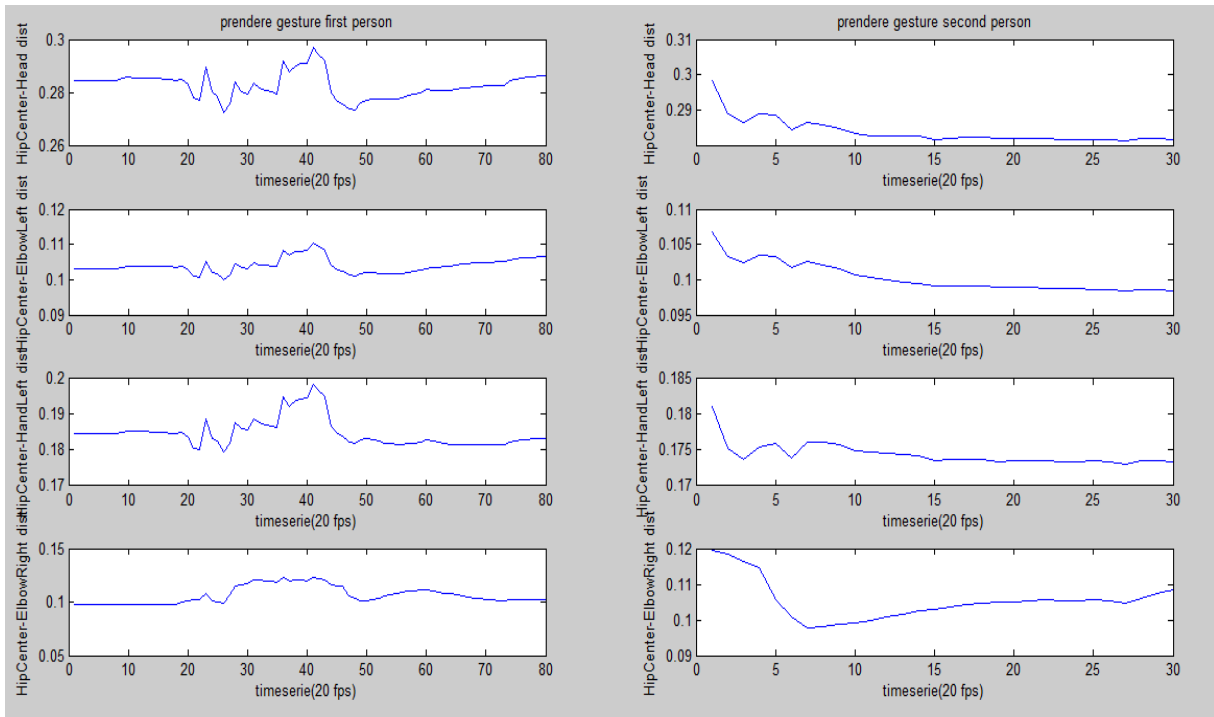 prendere gesture first person
HipCenter-Head dist
0.3
0.28
0.26
0 10 20 30 40 50 60 70 80
timeserie(20 fps)
HipCenter-ElbowLeft dist
0.12
0.11
0.1
0.09
0 10 20 30 40 50 60 70 80
timeserie(20 fps)
HipCenter-HandLeft dist
0.2
0.19
0.18
0.17
0 10 20 30 40 50 60 70 80
timeserie(20 fps)
HipCenter-ElbowRight dist
0.15
0.1
0.05
0 10 20 30 40 50 60 70 80
timeserie(20 fps)
prendere gesture second person
HipCenter-Head dist
0.31
0.3
0.29
0 5 10 15 20 25 30
timeserie(20 fps)
HipCenter-ElbowLeft dist
0.11
0.105
0.1
0.095
0 5 10 15 20 25 30
timeserie(20 fps)
HipCenter-HandLeft dist
0.185
0.18
0.175
0.17
0 5 10 15 20 25 30
timeserie(20 fps)
HipCenter-ElbowRight dist
0.12
0.11
0.1
0.09
0 5 10 15 20 25 30
timeserie(20 fps)